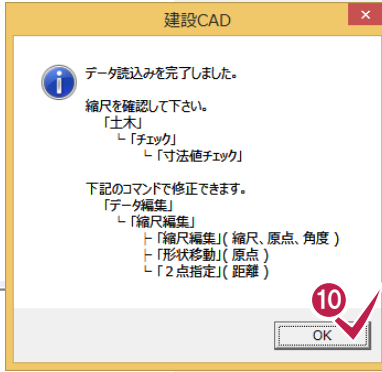 建設CAD
×
データ読込みを完了しました。
縮尺を確認して下さい。
「土木」
└「チェック」
└「寸法値チェック」
下記のコマンドで修正できます。
「データ編集」
└「縮尺編集」
├「縮尺編集」( 縮尺、原点、角度 )
├「形状移動」( 原点 )
└「２点指定」( 距離 )
10
OK